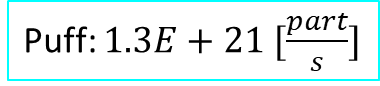 Puff: 1.3E + 21 [part/s]